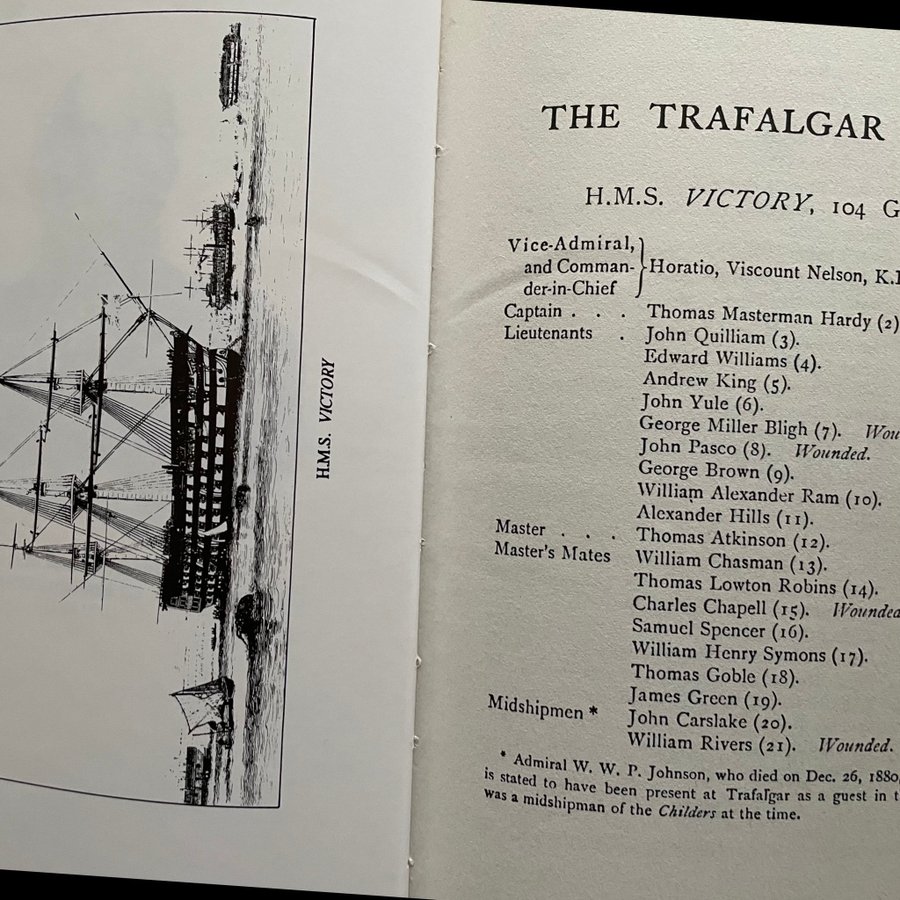 H.M.S. VICTORY
THE TRAFALGAR
H.M.S. VICTORY, 104 G
Vice-Admiral,
and Comman-
der-in-Chief } Horatio, Viscount Nelson, K.
Captain . . . Thomas Masterman Hardy (2)
Lieutenants . John Quilliam (3).
Edward Williams (4).
Andrew King (5).
John Yule (6).
George Miller Bligh (7). Wou
John Pasco (8). Wounded.
George Brown (9).
William Alexander Ram (10).
Alexander Hills (11).
Master . . . Thomas Atkinson (12).
Master's Mates William Chasman (13).
Thomas Lowton Robins (14).
Charles Chapell (15). Wounded
Samuel Spencer (16).
William Henry Symons (17).
Thomas Goble (18).
James Green (19).
Midshipmen * John Carslake (20).
William Rivers (21). Wounded.
* Admiral W. W. P. Johnson, who died on Dec. 26, 1880,
is stated to have been present at Trafalgar as a guest in t
was a midshipman of the Childers at the time.